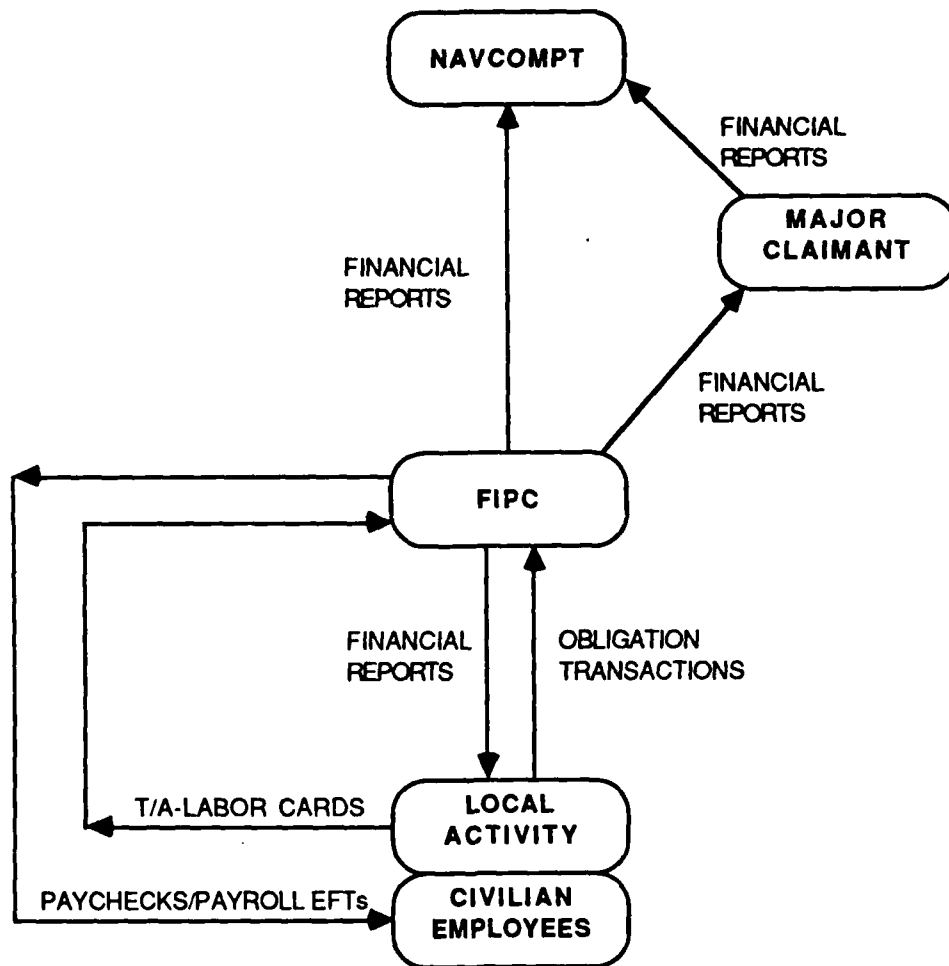 NAVCOMPT
FINANCIAL
REPORTS
MAJOR
CLAIMANT
FINANCIAL
REPORTS
FINANCIAL
REPORTS
FIPC
FINANCIAL
REPORTS
OBLIGATION
TRANSACTIONS
T/A-LABOR CARDS
LOCAL
ACTIVITY
PAYCHECKS/PAYROLL EFTs
CIVILIAN
EMPLOYEES